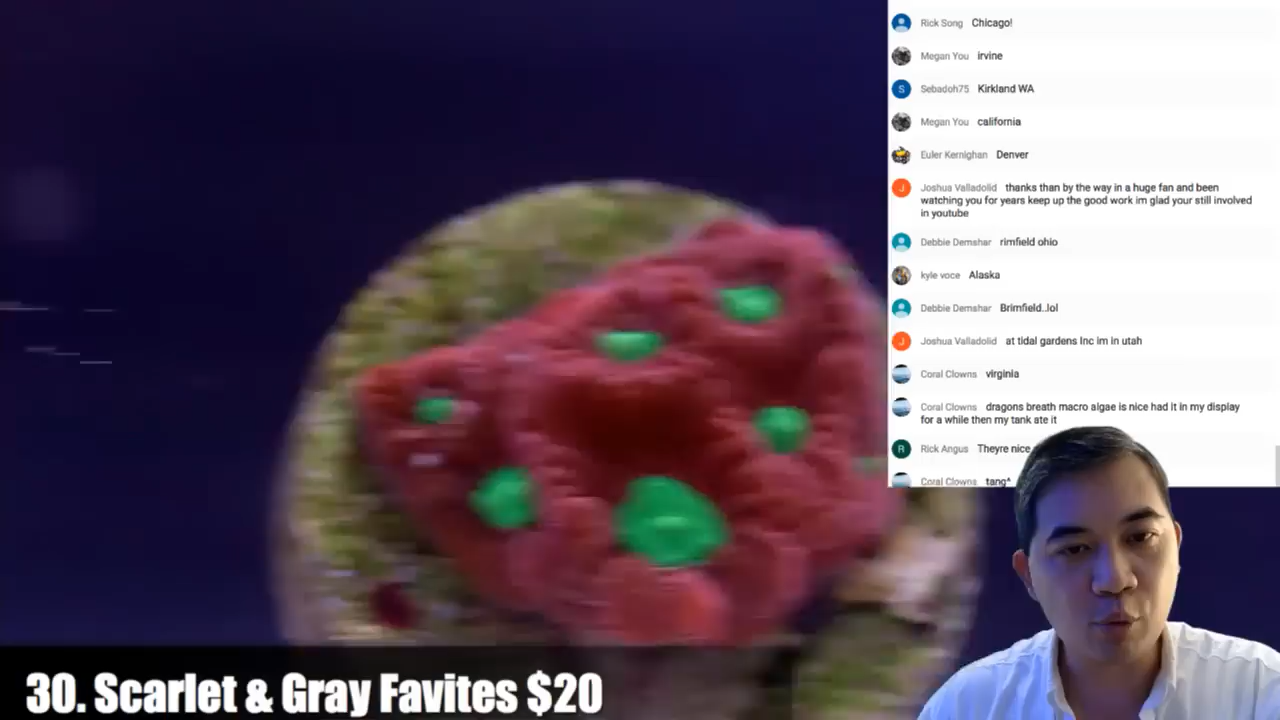 Rick Song Chicago!
Megan You irvine
S Sebadoh75 Kirkland WA
Megan You california
Euler Kernighan Denver
J Joshua Valladolid thanks than by the way in a huge fan and been
watching you for years keep up the good work im glad your still involved
in youtube
Debbie Demshar rimfield ohio
kyle voce Alaska
Debbie Demshar Brimfield..lol
J Joshua Valladolid at tidal gardens Inc im in utah
Coral Clowns virginia
Coral Clowns dragons breath macro algae is nice had it in my display
for a while then my tank ate it
R Rick Angus Theyre nice
Coral Clowns tang*
30. Scarlet & Gray Favites $20